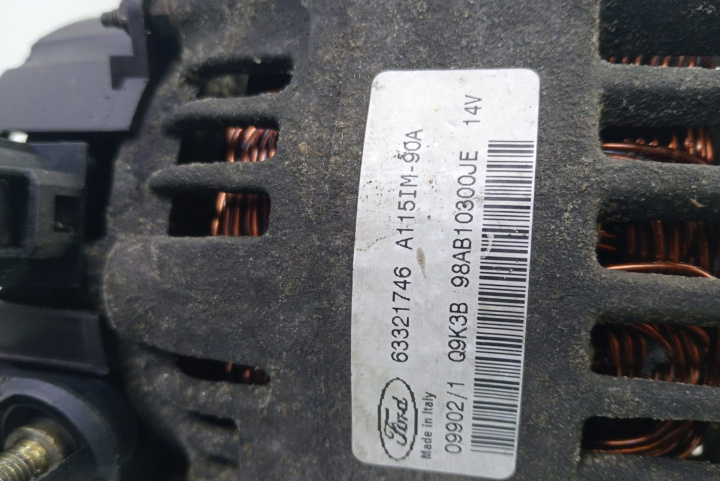 63321746 A115IM-90A
Ford
Made in Italy
09902/1 Q9K3B 98AB10300JE 14V